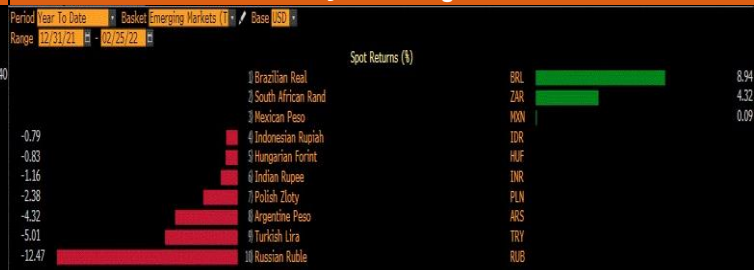 Period Year To Date Basket Emerging Markets (T Base USD
Range 12/31/21 - 02/25/22
Spot Returns (%)
40
1) Brazilian Real BRL 8.94
2) South African Rand ZAR 4.32
3) Mexican Peso MXN 0.09
-0.79 4) Indonesian Rupiah IDR
-0.83 5) Hungarian Forint HUF
-1.16 6) Indian Rupee INR
-2.38 7) Polish Zloty PLN
-4.32 8) Argentine Peso ARS
-5.01 9) Turkish Lira TRY
-12.47 10) Russian Ruble RUB